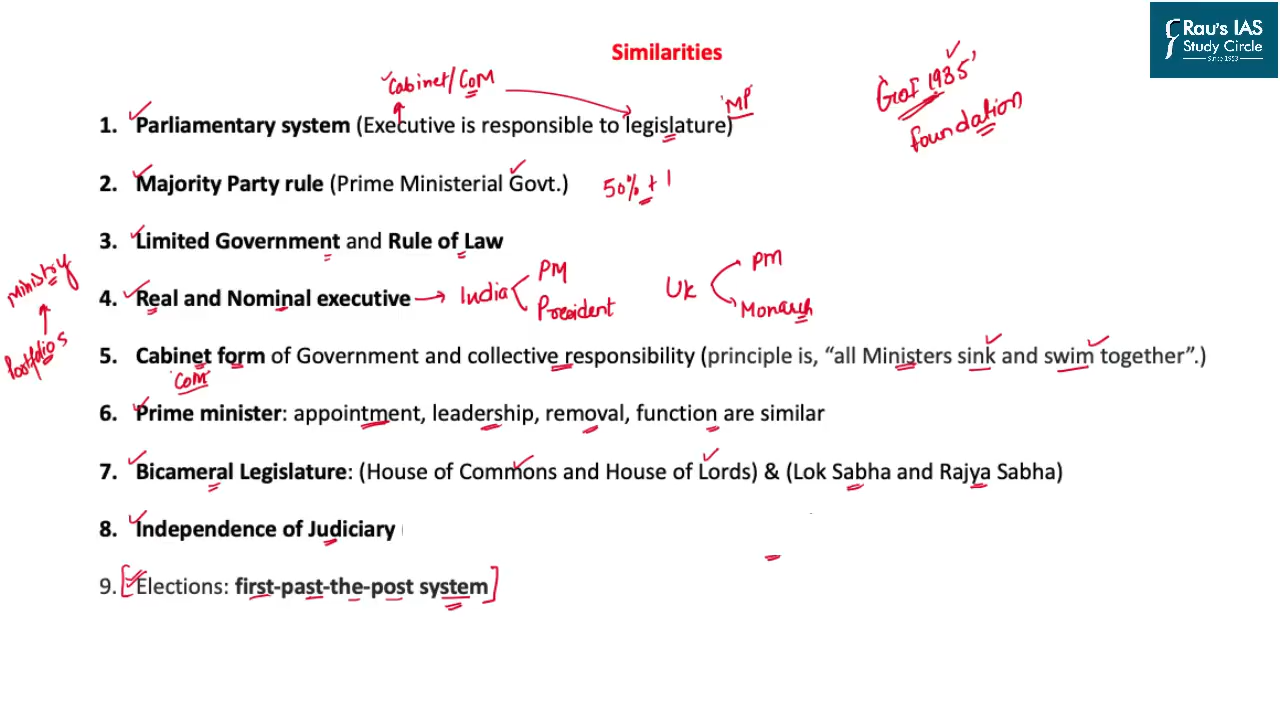 Rau's IAS
Study Circle
Since 1953
Similarities
Cabinet/CoM
'MP'
GoI 1935'
foundation
1. Parliamentary system (Executive is responsible to legislature)
2. Majority Party rule (Prime Ministerial Govt.) 50% + 1
3. Limited Government and Rule of Law
ministry
Portfolios
4. Real and Nominal executive → India PM President UK PM Monarch
5. Cabinet form of Government and collective responsibility (principle is, “all Ministers sink and swim together”.)
'CoM'
6. Prime minister: appointment, leadership, removal, function are similar
7. Bicameral Legislature: (House of Commons and House of Lords) & (Lok Sabha and Rajya Sabha)
8. Independence of Judiciary
9. [Elections: first-past-the-post system]